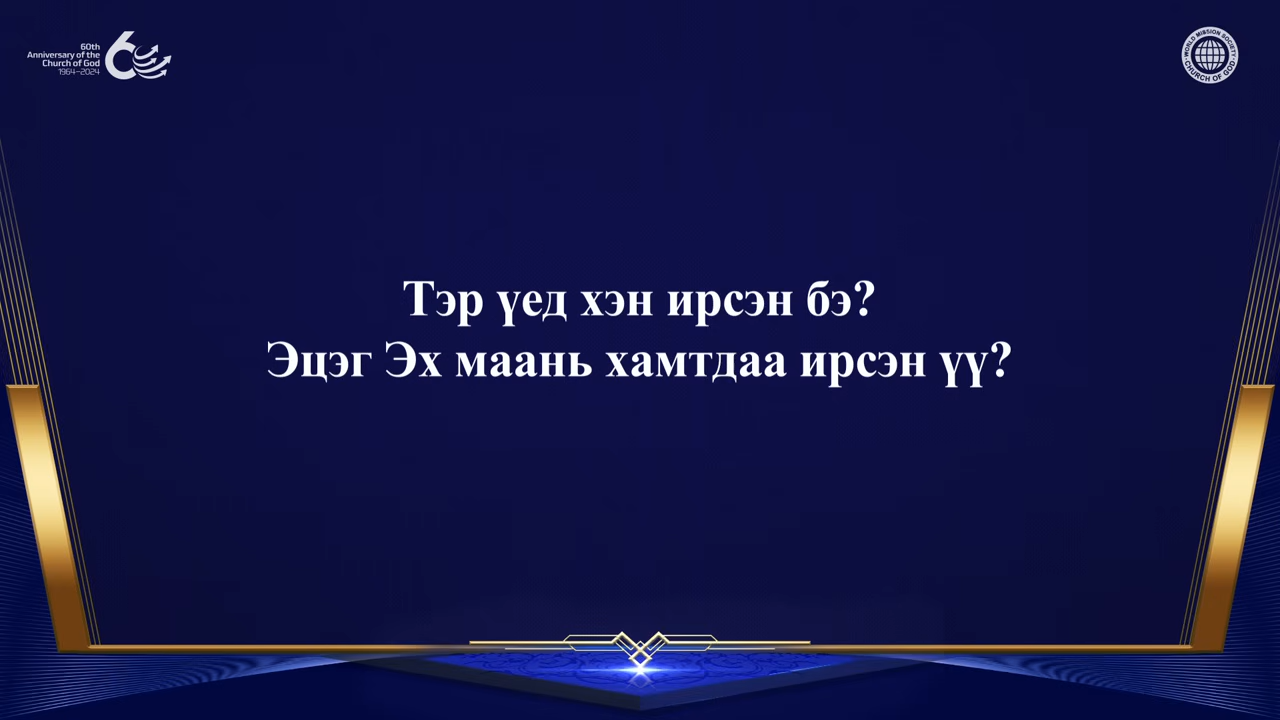 60th
Anniversary of the
Church of God
1964–2024
60
WORLD MISSION SOCIETY
CHURCH OF GOD
Тэр үед хэн ирсэн бэ?
Эцэг Эх маань хамтдаа ирсэн үү?